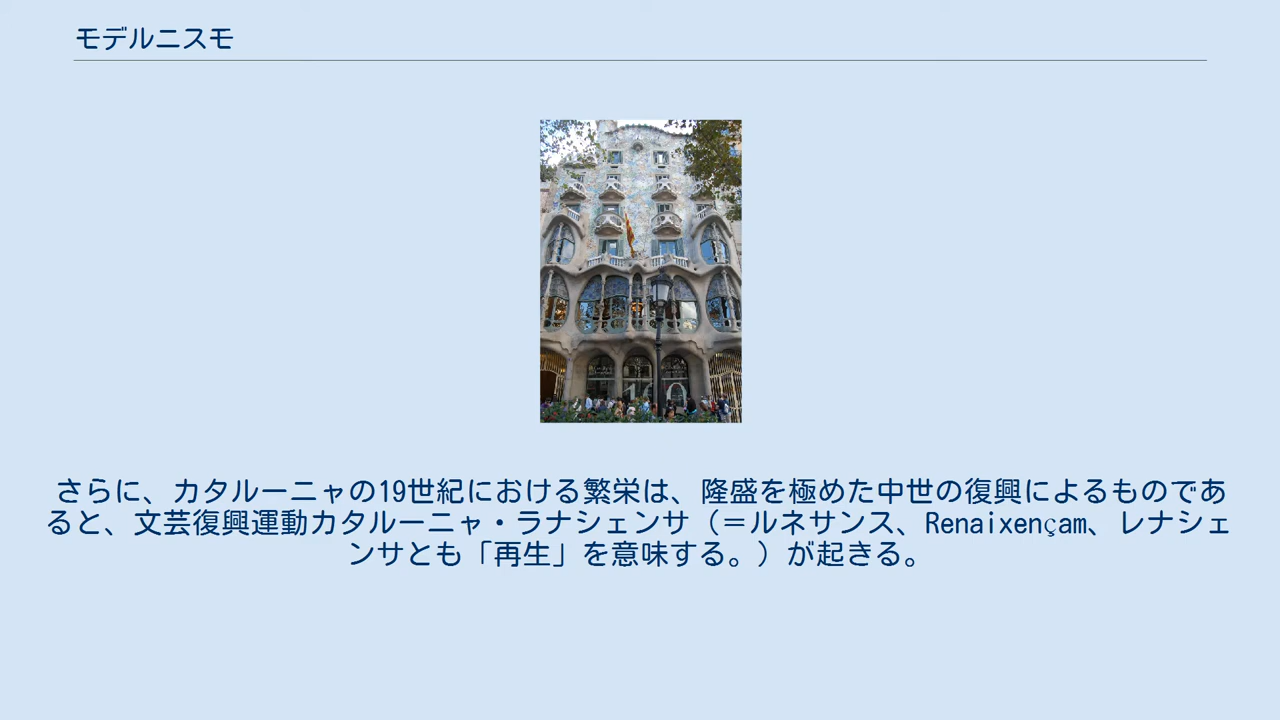 モデルニスモ
さらに、カタルーニャの19世紀における繁栄は、隆盛を極めた中世の復興によるものであ
ると、文芸復興運動カタルーニャ・ラナシェンサ（＝ルネサンス、Renaixençam、レナシェ
ンサとも「再生」を意味する。）が起きる。